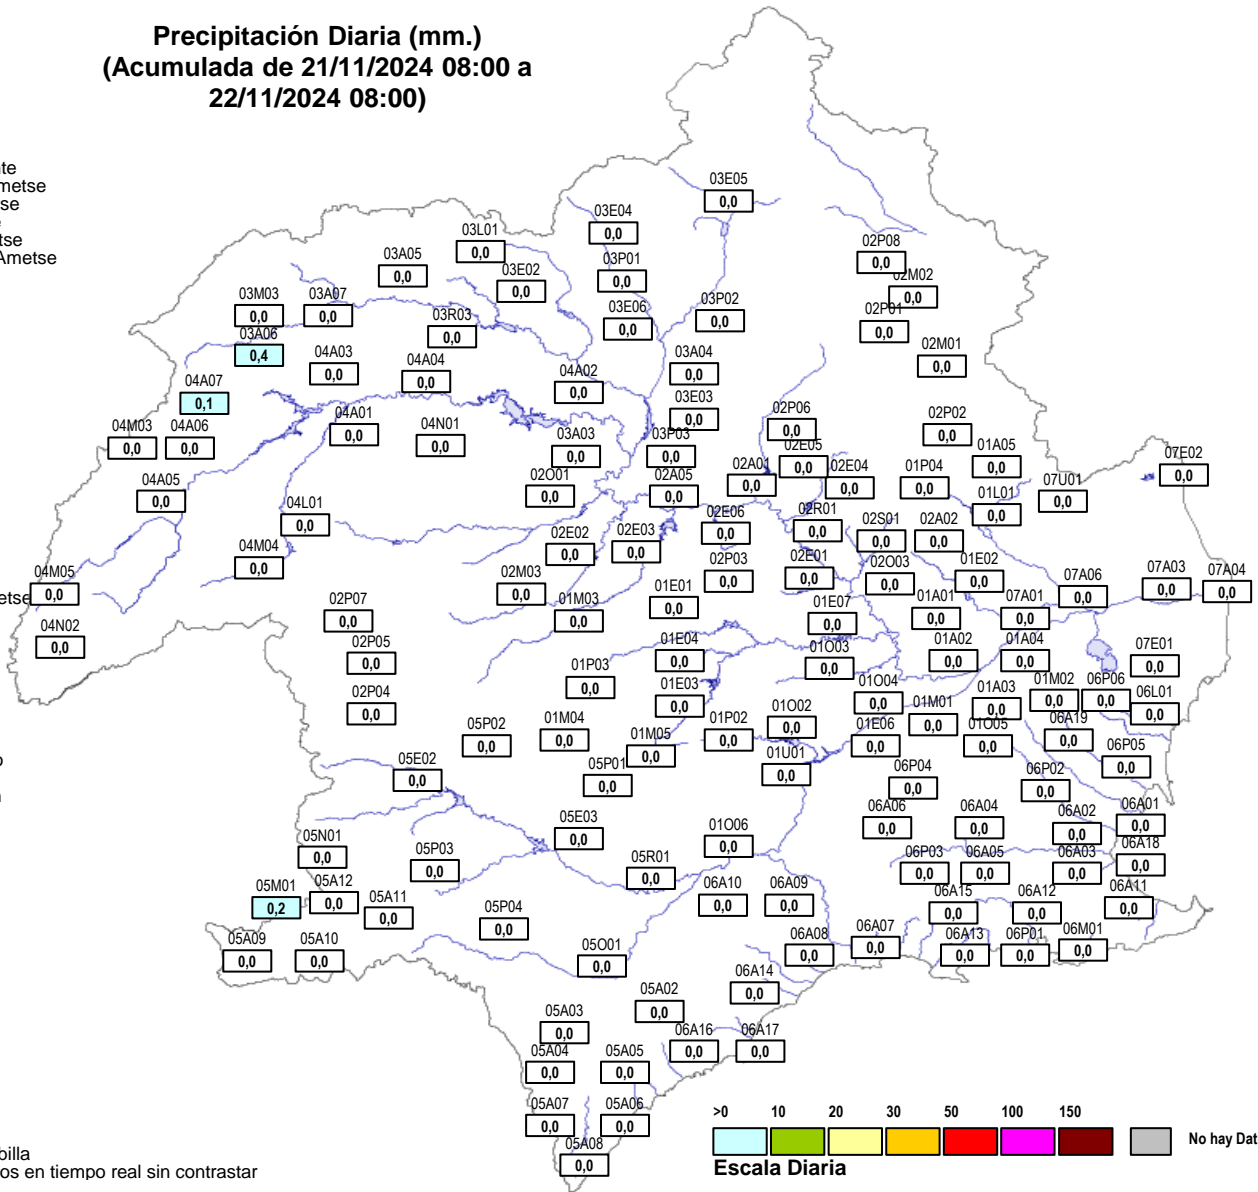 Precipitación Diaria (mm.)
(Acumulada de 21/11/2024 08:00 a
22/11/2024 08:00)
nte
metse
se
e
tse
Ametse
03E05
0,0
03E04
0,0
03L01
0,0
03A05
0,0
03P01
0,0
03E02
0,0
02P08
0,0
02M02
0,0
03M03
0,0
03A07
0,0
03R03
0,0
03E06
0,0
03P02
0,0
02P01
0,0
03A06
0,4
04A03
0,0
04A04
0,0
04A02
0,0
03A04
0,0
02M01
0,0
04A07
0,1
04A01
0,0
04N01
0,0
03E03
0,0
02P06
0,0
02P02
0,0
04M03
0,0
04A06
0,0
03A03
0,0
03P03
0,0
02E05
0,0
01A05
0,0
07E02
0,0
04A05
0,0
02O01
0,0
02A05
0,0
02A01
0,0
02E04
0,0
01P04
0,0
07U01
0,0
04L01
0,0
01L01
0,0
02E06
0,0
02R01
0,0
02S01
0,0
02A02
0,0
04M04
0,0
02E02
0,0
02E03
0,0
02P03
0,0
02E01
0,0
02O03
0,0
01E02
0,0
04M05
0,0
etse
02M03
0,0
01M03
0,0
01E01
0,0
07A06
0,0
07A03
0,0
07A04
0,0
02P07
0,0
01E07
0,0
01A01
0,0
07A01
0,0
04N02
0,0
02P05
0,0
01E04
0,0
01O03
0,0
01A02
0,0
01A04
0,0
07E01
0,0
01P03
0,0
02P04
0,0
01E03
0,0
01O04
0,0
01M01
0,0
01A03
0,0
01M02
0,0
06P06
0,0
06L01
0,0
05P02
0,0
01M04
0,0
01M05
0,0
01P02
0,0
01O02
0,0
01E06
0,0
01O05
0,0
06A19
0,0
05E02
0,0
05P01
0,0
01U01
0,0
06P04
0,0
06P02
0,0
06P05
0,0
05E03
0,0
01O06
0,0
06A06
0,0
06A04
0,0
06A02
0,0
06A01
0,0
05N01
0,0
05P03
0,0
05R01
0,0
06P03
0,0
06A05
0,0
06A03
0,0
06A18
0,0
05M01
0,2
05A12
0,0
05A11
0,0
05P04
0,0
06A10
0,0
06A09
0,0
06A15
0,0
06A12
0,0
06A11
0,0
05A09
0,0
05A10
0,0
05O01
0,0
06A08
0,0
06A07
0,0
06A13
0,0
06P01
0,0
06M01
0,0
05A02
0,0
06A14
0,0
05A03
0,0
06A16
0,0
06A17
0,0
05A04
0,0
05A05
0,0
05A07
0,0
05A06
0,0
05A08
0,0
>0 10 20 30 50 100 150
No hay Dat
Escala Diaria
billa
os en tiempo real sin contrastar